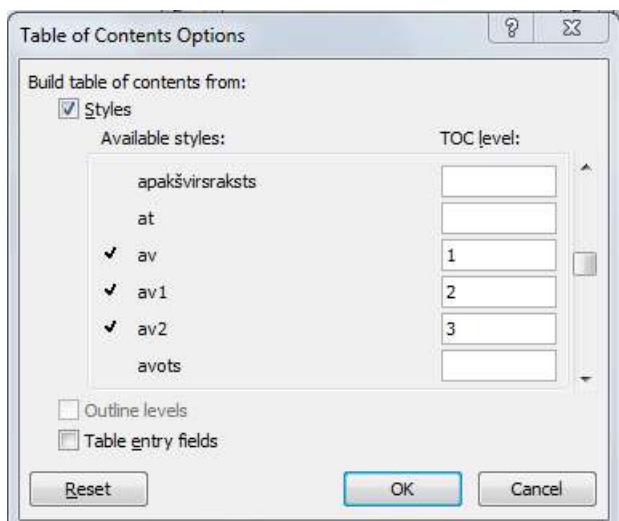 Table of Contents Options
Build table of contents from:
Styles
Available styles: TOC level:
apakšvirsraksts
at
av 1
av1 2
av2 3
avots
Outline levels
Table entry fields
Reset OK Cancel